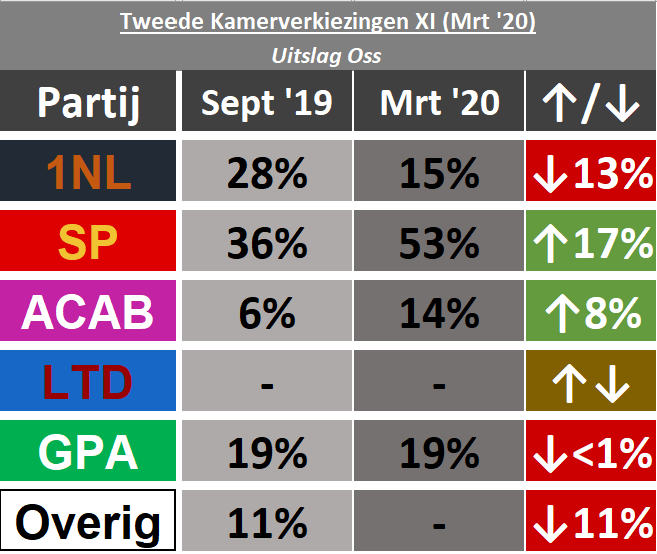 Tweede Kamerverkiezingen XI (Mrt '20)
Uitslag Oss
Partij Sept '19 Mrt '20 ↑/↓
1NL 28% 15% ↓13%
SP 36% 53% ↑17%
ACAB 6% 14% ↑8%
LTD - - ↑↓
GPA 19% 19% ↓<1%
Overig 11% - ↓11%